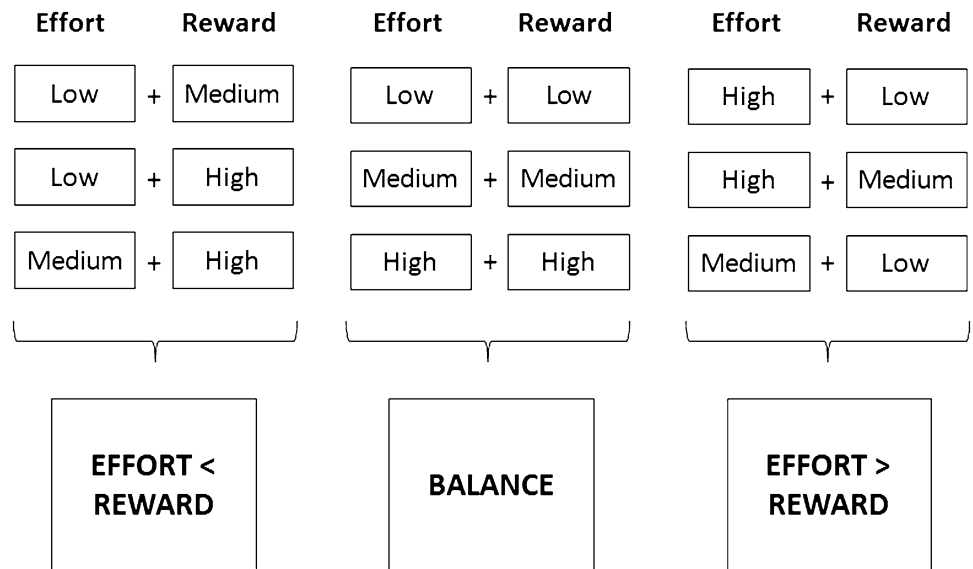 Effort Reward Effort Reward Effort Reward
Low + Medium Low + Low High + Low
Low + High Medium + Medium High + Medium
Medium + High High + High Medium + Low
EFFORT <
REWARD
BALANCE
EFFORT >
REWARD